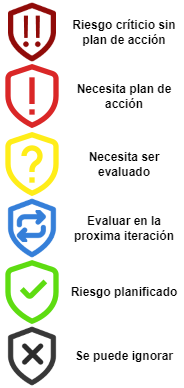 Riesgo críticio sin
plan de acción
Necesita plan de
acción
Necesita ser
evaluado
Evaluar en la
proxima iteración
Riesgo planificado
Se puede ignorar